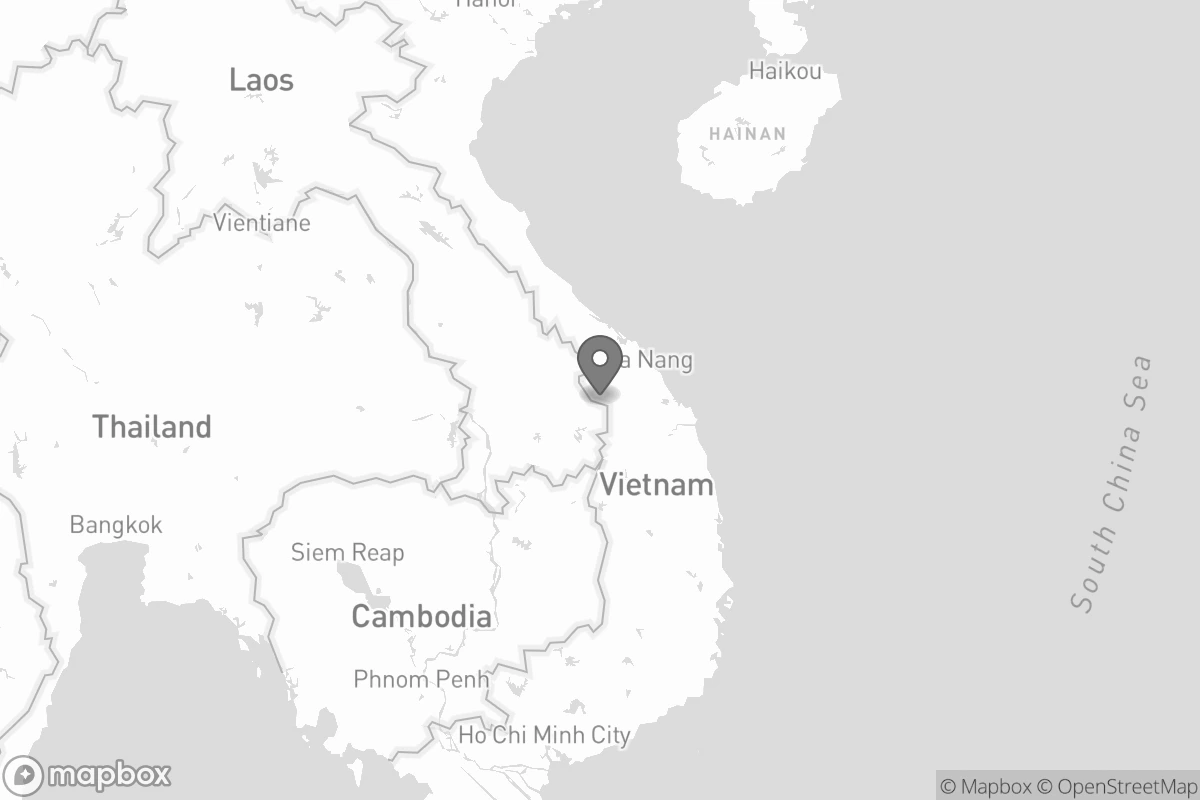 Laos
Haikou
HAINAN
Vientiane
Nang
Thailand
South China Sea
Vietnam
Bangkok
Siem Reap
Cambodia
Phnom Penh
Ho Chi Minh City
mapbox
© Mapbox © OpenStreetMap